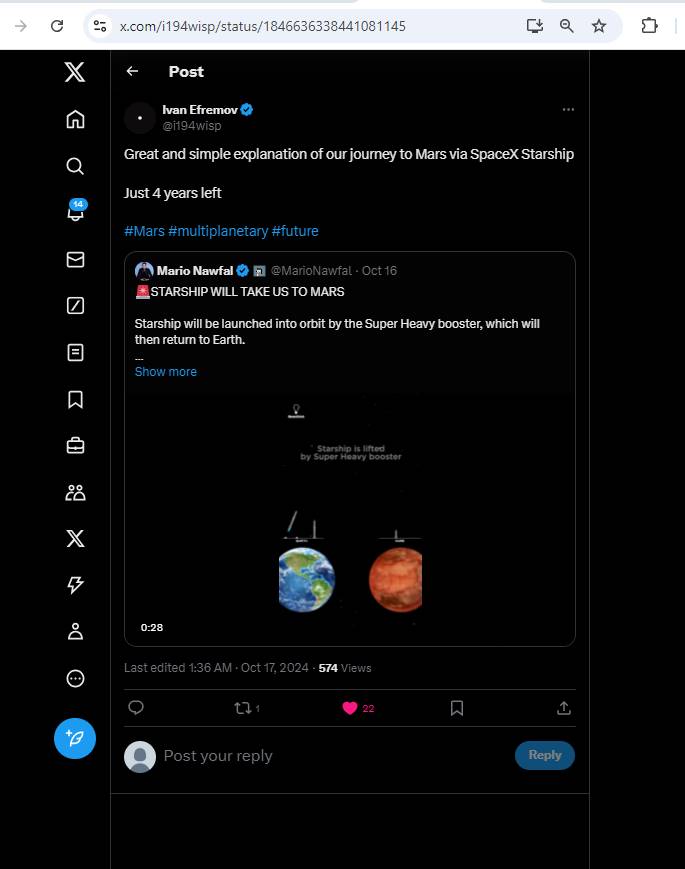 x.com/i194wisp/status/1846636338441081145
Post
Ivan Efremov
@i194wisp
Great and simple explanation of our journey to Mars via SpaceX Starship
Just 4 years left
#Mars #multiplanetary #future
14
Mario Nawfal @MarioNawfal · Oct 16
🚨STARSHIP WILL TAKE US TO MARS
Starship will be launched into orbit by the Super Heavy booster, which will
then return to Earth.
...
Show more
Starship is lifted
by Super Heavy booster
0:28
Last edited 1:36 AM · Oct 17, 2024 · 574 Views
1
22
Post your reply
Reply